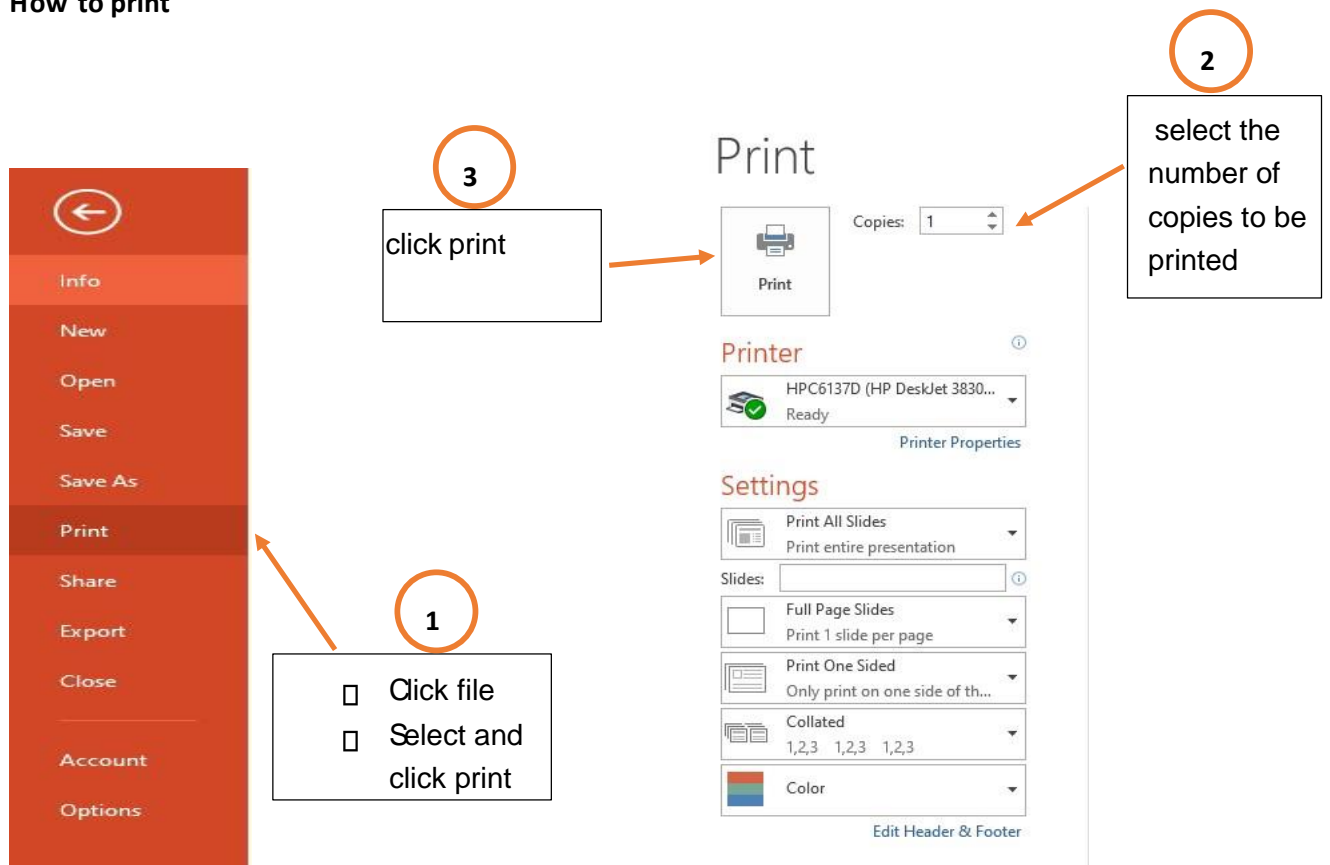 How to print
2
select the
number of
copies to be
printed
3
click print
Info
New
Open
Save
Save As
Print
Share
Export
Close
Account
Options
1
Click file
Select and
click print
Print
Copies: 1
Print
Printer
HPC6137D (HP DeskJet 3830...
Ready
Printer Properties
Settings
Print All Slides
Print entire presentation
Slides:
Full Page Slides
Print 1 slide per page
Print One Sided
Only print on one side of th...
Collated
1,2,3 1,2,3 1,2,3
Color
Edit Header & Footer